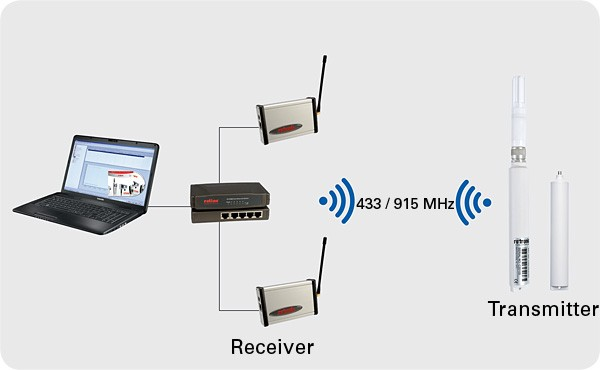 433 / 915 MHz
Transmitter
Receiver